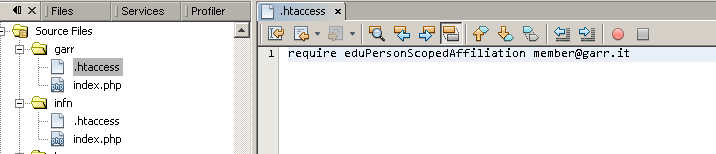 Files
Services
Profiler
.htaccess
Source Files
garr
.htaccess
index.php
infn
.htaccess
index.php
1 require eduPersonScopedAffiliation member@garr.it